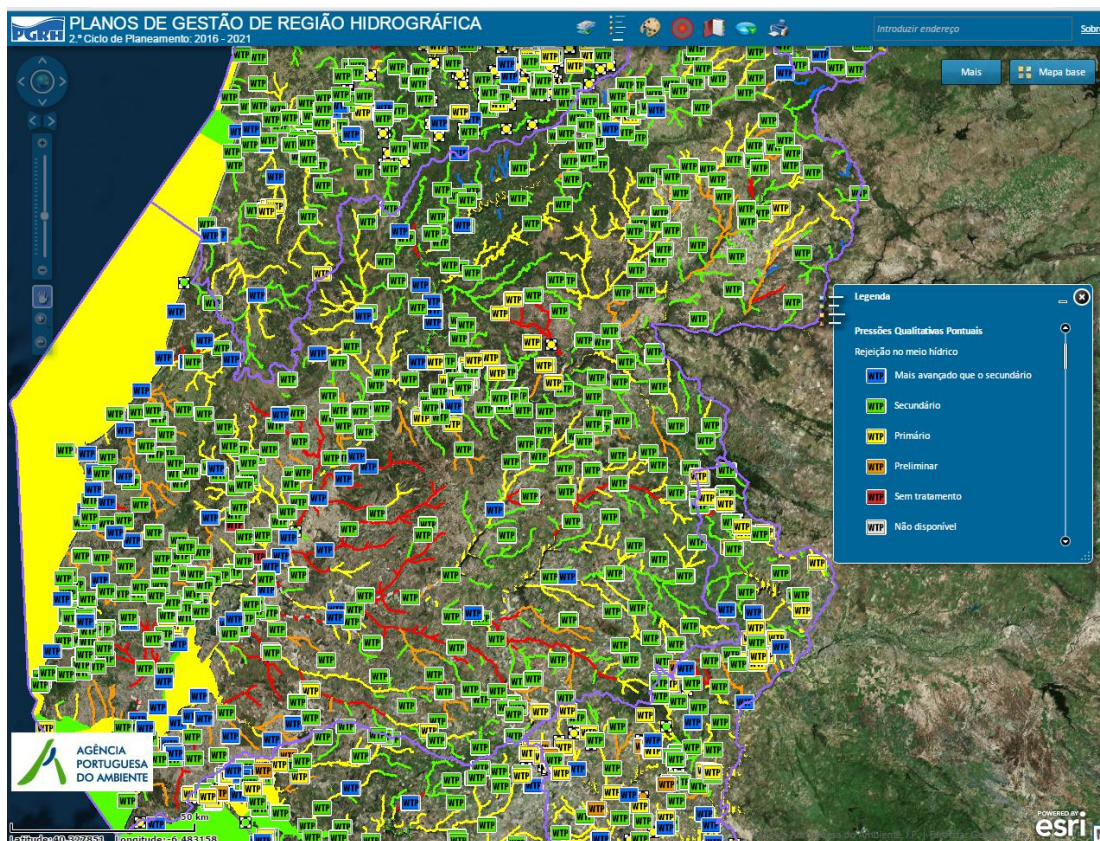 PGRH
PLANOS DE GESTÃO DE REGIÃO HIDROGRÁFICA
2.º Ciclo de Planeamento: 2016 - 2021
Introduzir endereço
Mais
Mapa base
Legenda
Pressões Qualitativas Pontuais
Rejeição no meio hídrico
WTP Mais avançado que o secundário
WTP Secundário
WTP Primário
WTP Preliminar
WTP Sem tratamento
WTP Não disponível
AGÊNCIA
PORTUGUESA
DO AMBIENTE
50 km
POWERED BY
esri